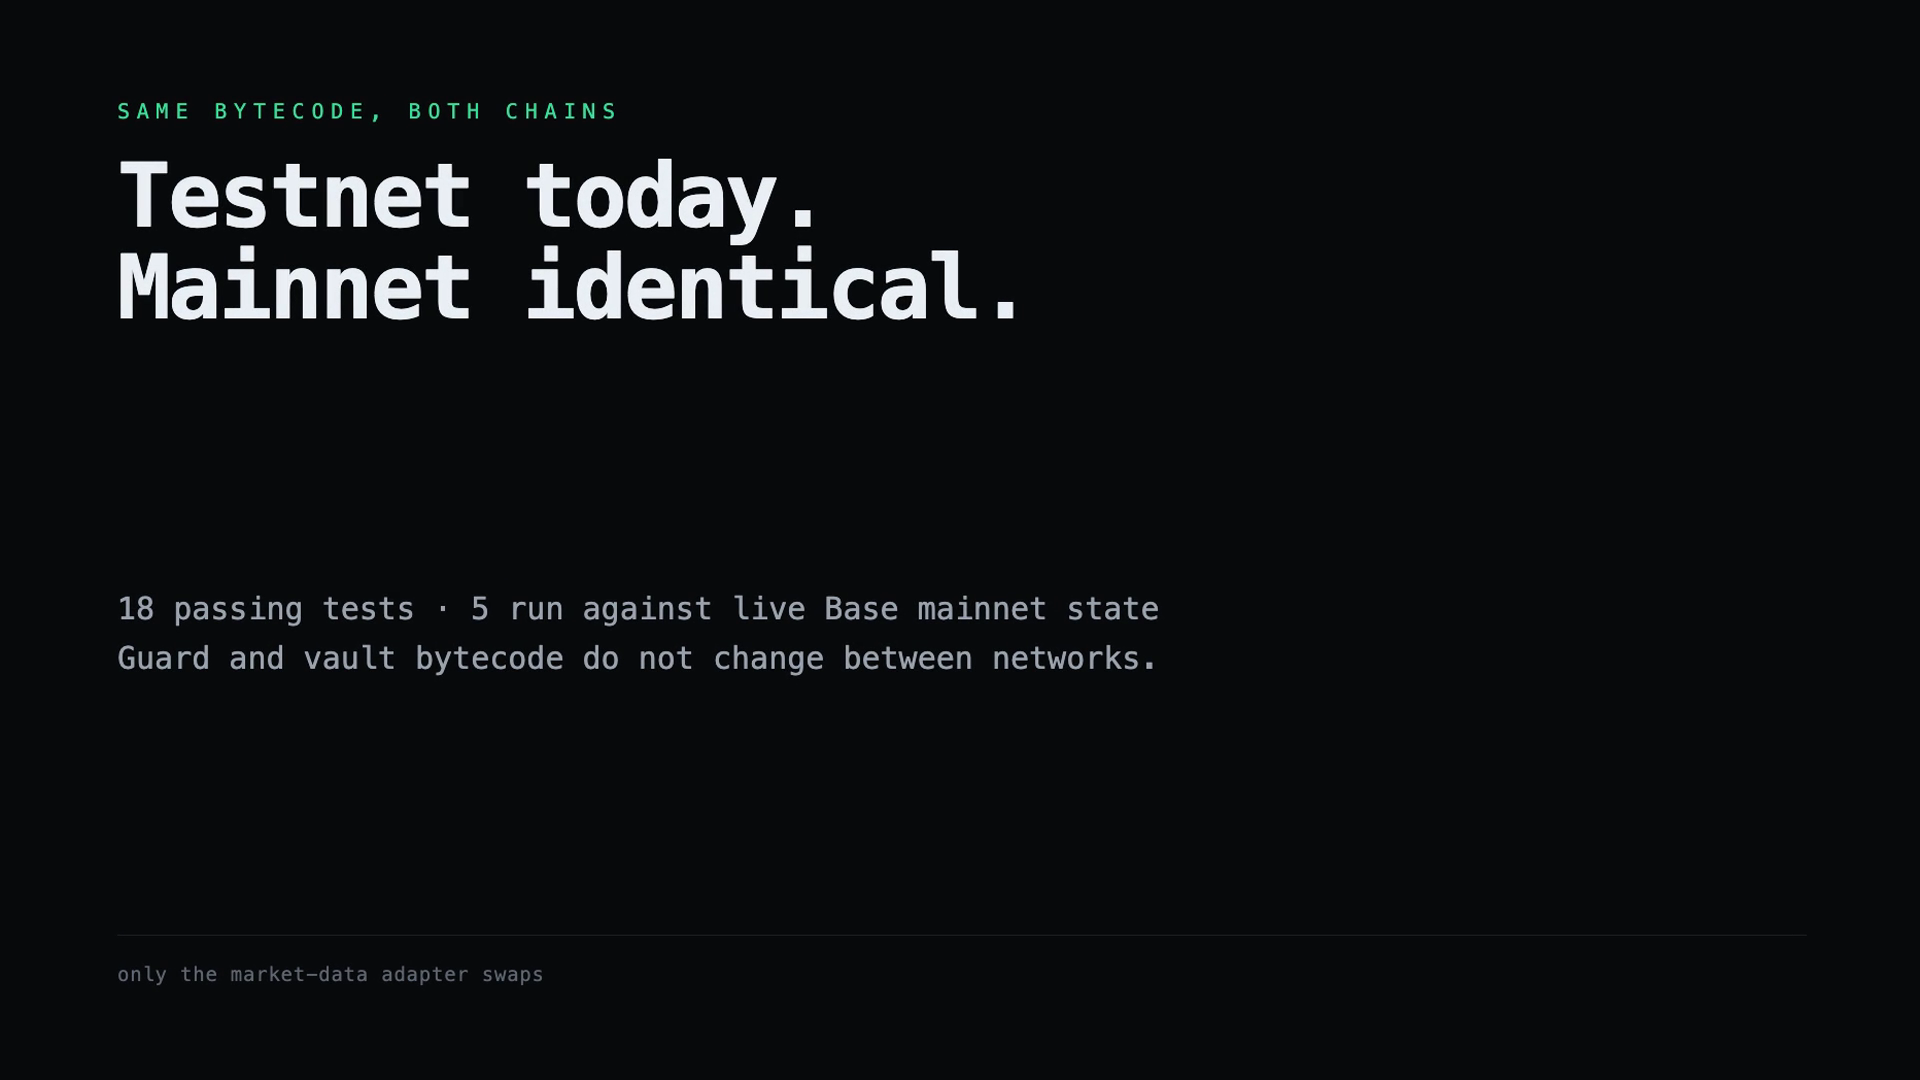 SAME BYTECODE, BOTH CHAINS
Testnet today.
Mainnet identical.
18 passing tests · 5 run against live Base mainnet state
Guard and vault bytecode do not change between networks.
only the market-data adapter swaps